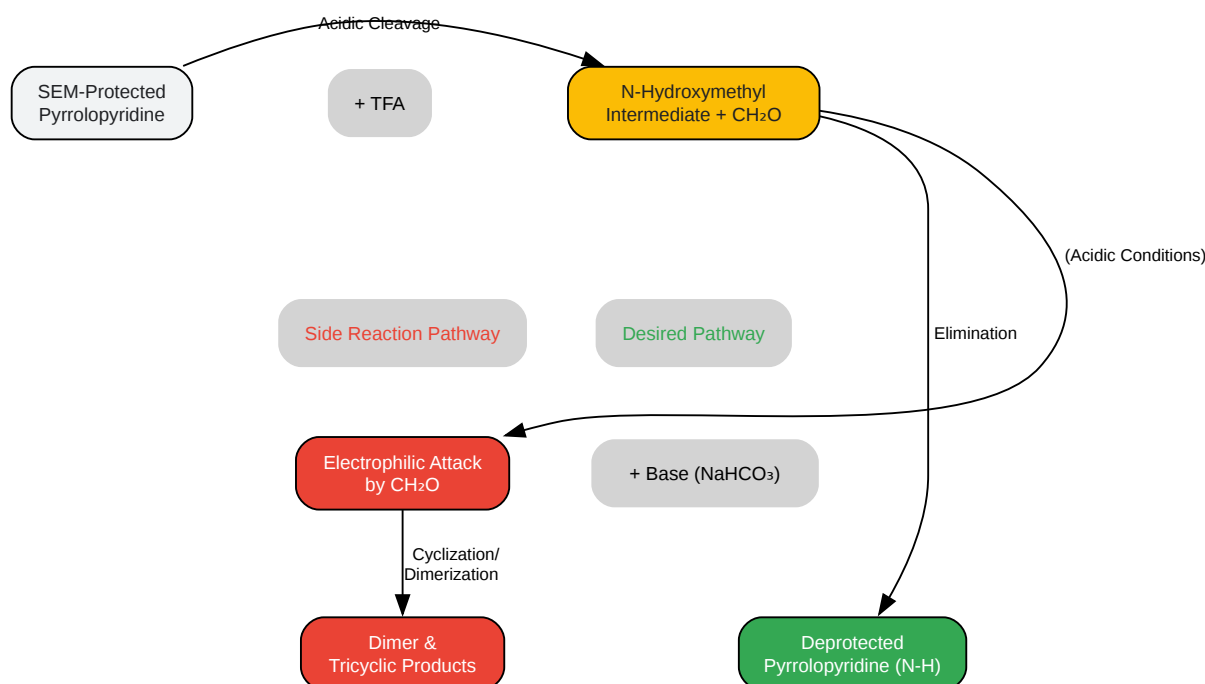 Acidic Cleavage
SEM-Protected
Pyrrolopyridine
+ TFA
N-Hydroxymethyl
Intermediate + CH₂O
(Acidic Conditions)
Side Reaction Pathway
Desired Pathway
Elimination
Electrophilic Attack
by CH₂O
+ Base (NaHCO₃)
Cyclization/
Dimerization
Dimer &
Tricyclic Products
Deprotected
Pyrrolopyridine (N-H)